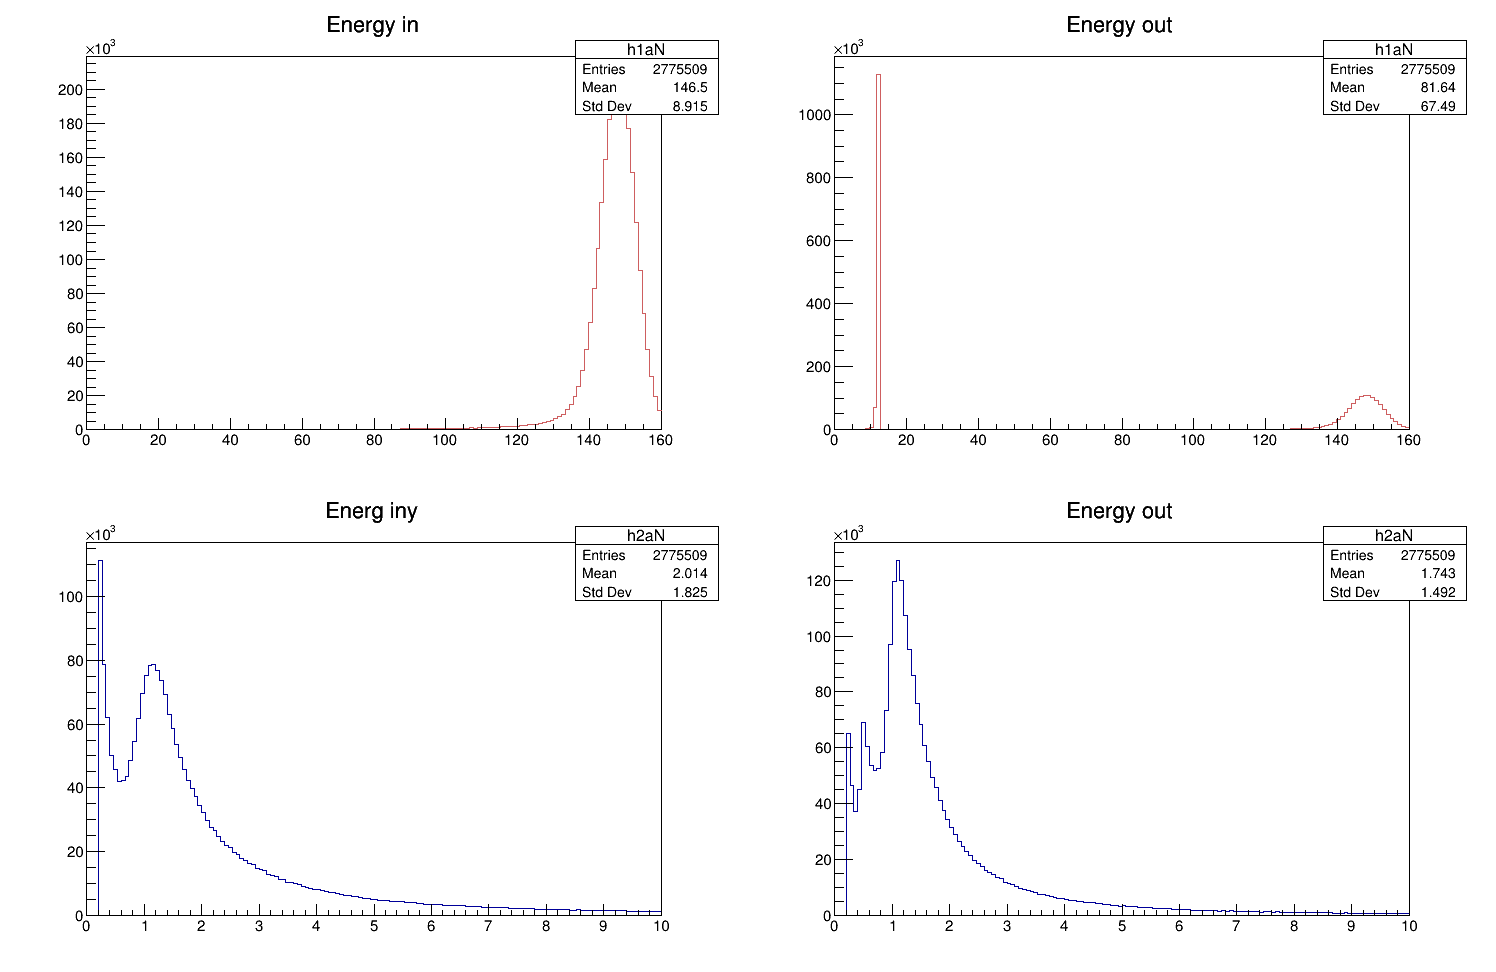 Energy in
×10³
h1aN
Entries 2775509
Mean 146.5
Std Dev 8.915
200
180
160
140
120
100
80
60
40
20
0
0 20 40 60 80 100 120 140 160
Energy out
×10³
h1aN
Entries 2775509
Mean 81.64
Std Dev 67.49
1000
800
600
400
200
0
0 20 40 60 80 100 120 140 160
Energ iny
×10³
h2aN
Entries 2775509
Mean 2.014
Std Dev 1.825
100
80
60
40
20
0
0 1 2 3 4 5 6 7 8 9 10
Energy out
×10³
h2aN
Entries 2775509
Mean 1.743
Std Dev 1.492
120
100
80
60
40
20
0
0 1 2 3 4 5 6 7 8 9 10